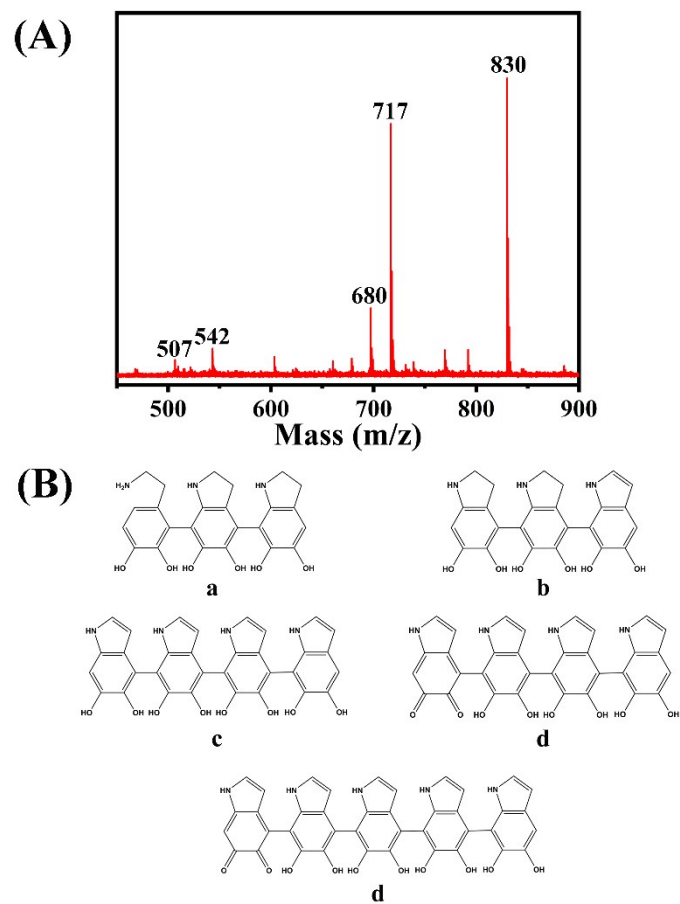 (A)
830
717
680
542
507
500 600 700 800 900
Mass (m/z)
(B)
H₂N HN HN HN HN HN
HO OH HO OH HO OH HO OH HO OH HO OH
a b
HN HN HN HN HN HN HN HN
HO OH HO OH HO OH HO OH O O HO OH HO OH HO OH
c d
HN HN HN HN HN
O O HO OH HO OH HO OH HO OH
d